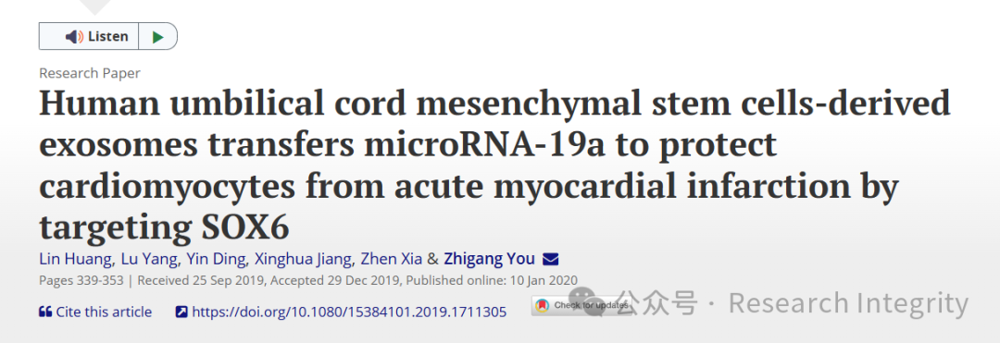 Listen
Research Paper
Human umbilical cord mesenchymal stem cells-derived
exosomes transfers microRNA-19a to protect
cardiomyocytes from acute myocardial infarction by
targeting SOX6
Lin Huang, Lu Yang, Yin Ding, Xinghua Jiang, Zhen Xia & Zhigang You
Pages 339-353 | Received 25 Sep 2019, Accepted 29 Dec 2019, Published online: 10 Jan 2020
Cite this article https://doi.org/10.1080/15384101.2019.1711305 Check for updates
公众号 · Research Integrity